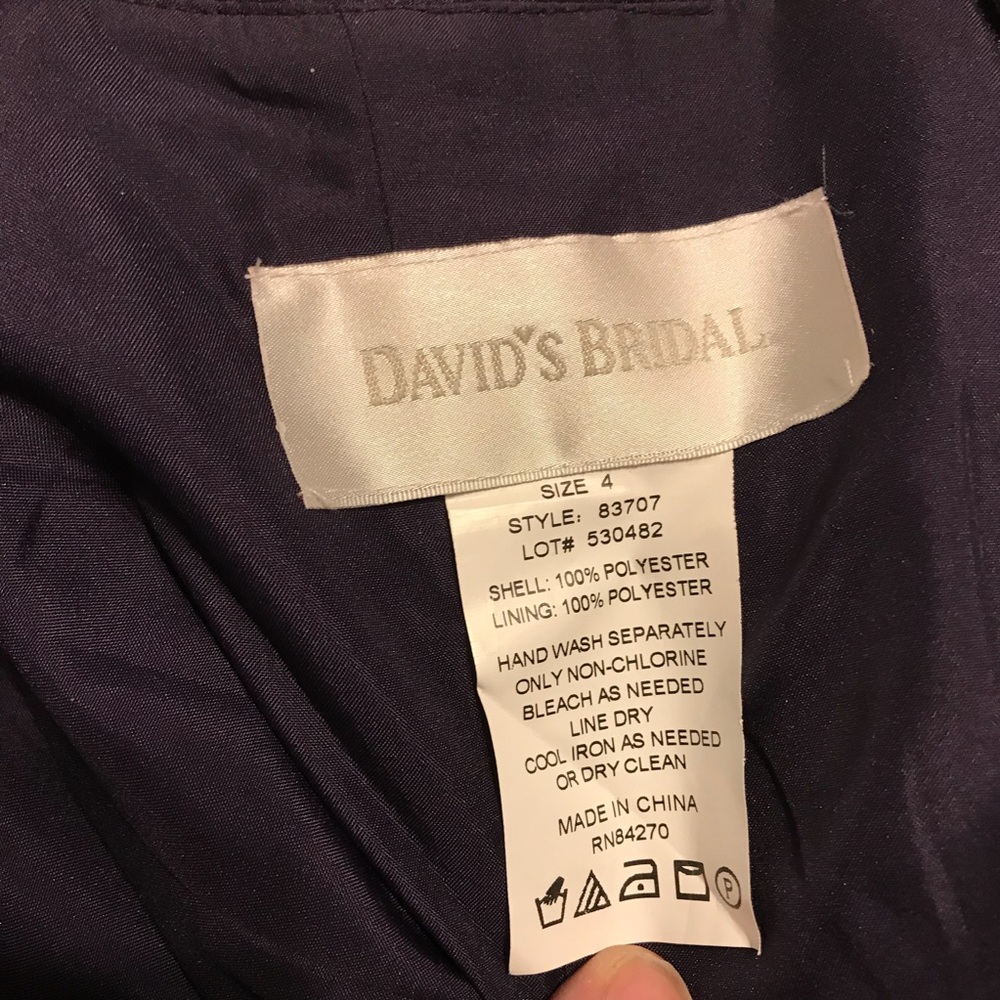 DAVID'S BRIDAL
SIZE 4
STYLE: 83707
LOT# 530482
SHELL: 100% POLYESTER
LINING: 100% POLYESTER
HAND WASH SEPARATELY
ONLY NON-CHLORINE
BLEACH AS NEEDED
LINE DRY
COOL IRON AS NEEDED
OR DRY CLEAN
MADE IN CHINA
RN84270
P